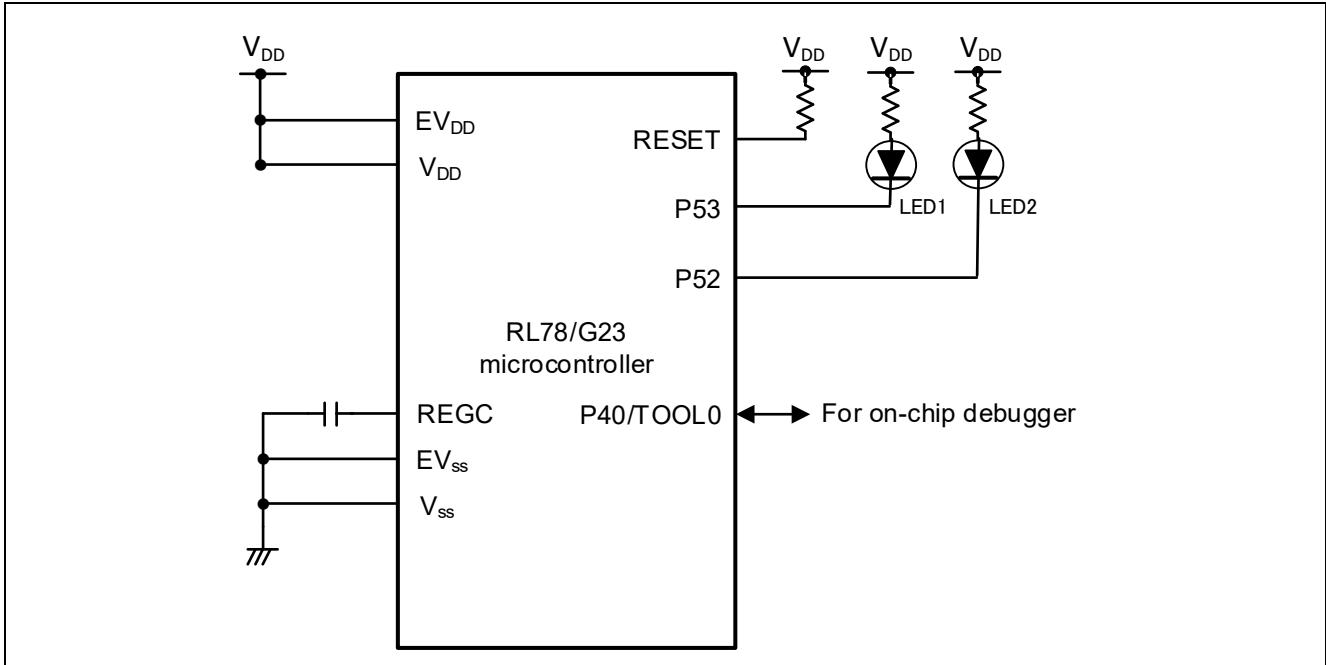 VDD
VDD
VDD
VDD
EVDD
RESET
VDD
P53
LED1
LED2
P52
RL78/G23
microcontroller
REGC
P40/TOOL0
For on-chip debugger
EVss
Vss